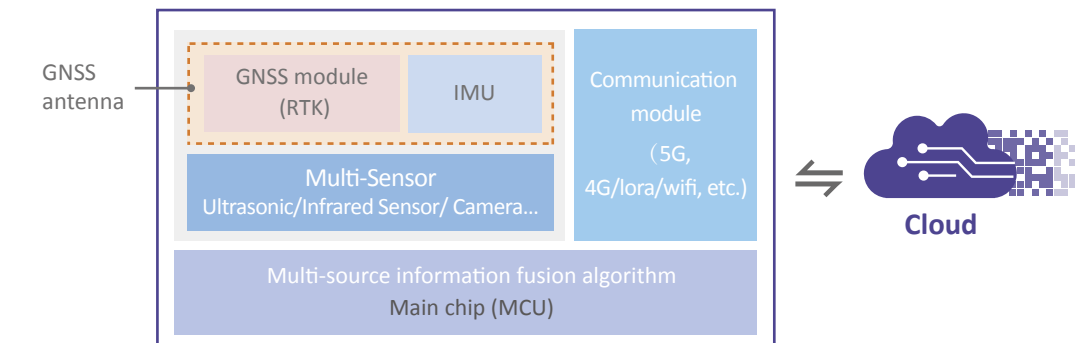 GNSS
antenna
GNSS module
(RTK)
IMU
Multi-Sensor
Ultrasonic/Infrared Sensor/ Camera...
Communication
module
（5G,
4G/lora/wifi, etc.)
Multi-source information fusion algorithm
Main chip (MCU)
Cloud